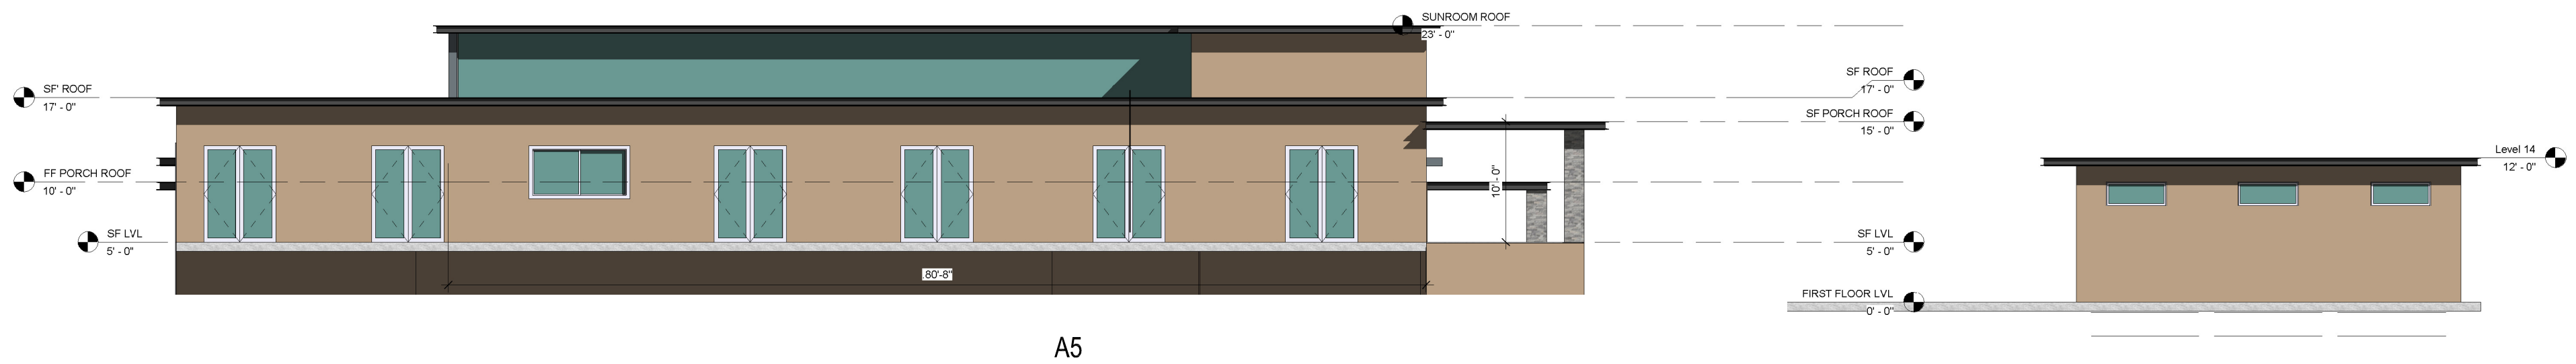 SUNROOM ROOF
23' - 0"
SF' ROOF
17' - 0"
SF ROOF
17' - 0"
SF PORCH ROOF
15' - 0"
Level 14
12' - 0"
FF PORCH ROOF
10' - 0"
10' - 0"
SF LVL
5' - 0"
SF LVL
5' - 0"
80'-8"
FIRST FLOOR LVL
0' - 0"
A5